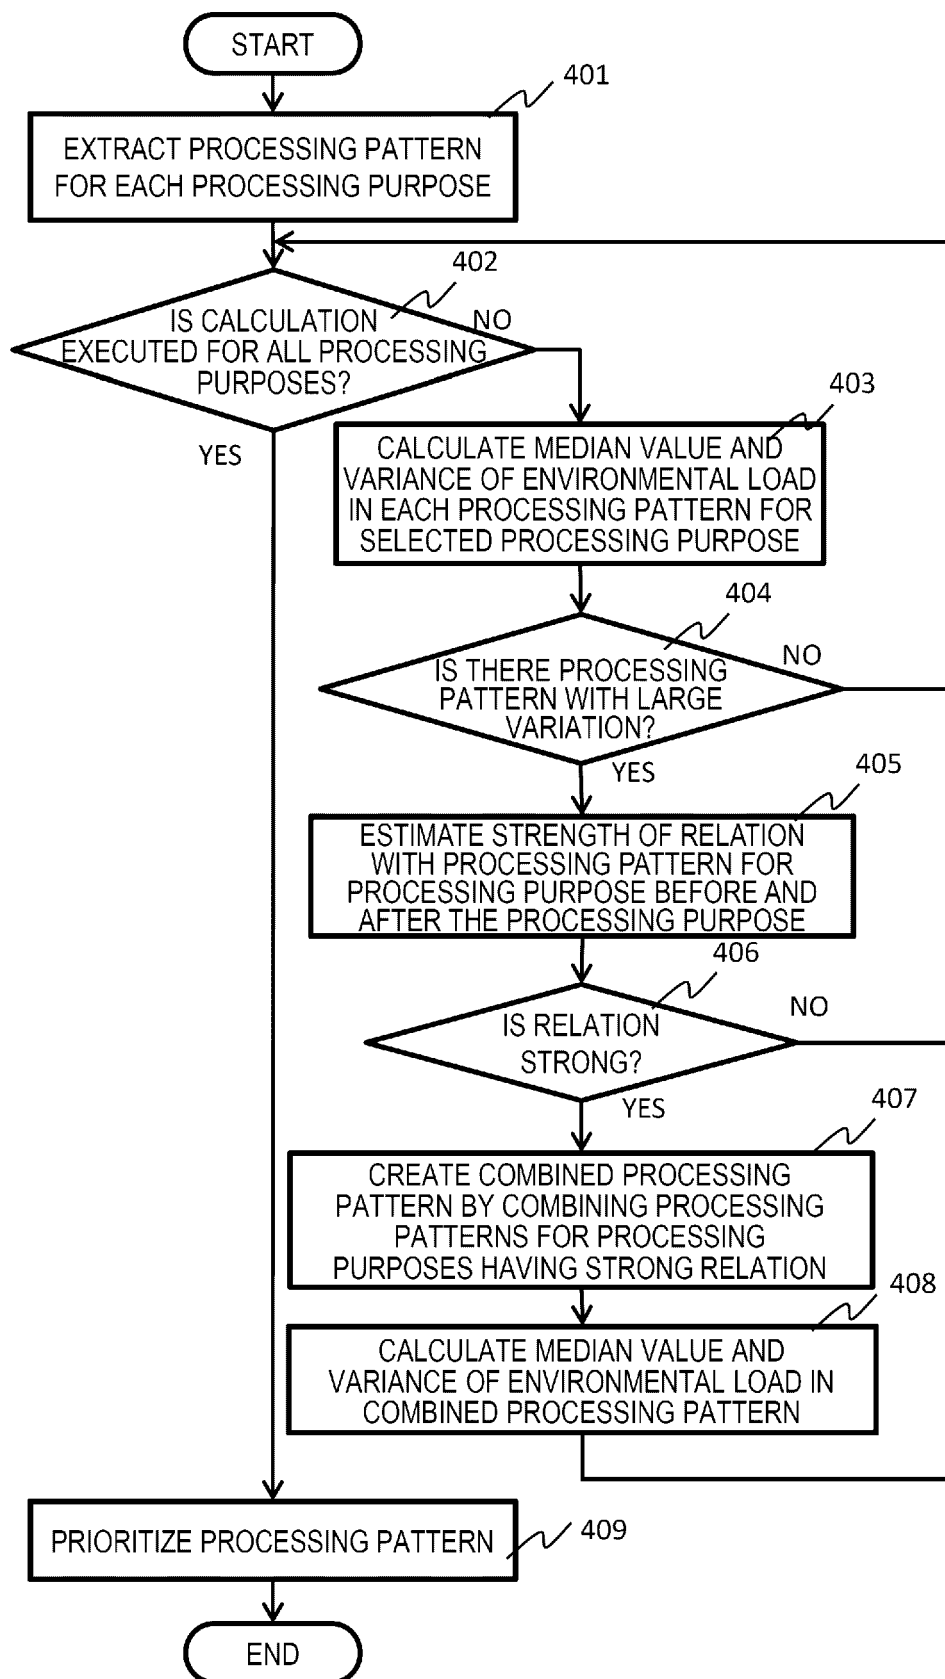 START
401
EXTRACT PROCESSING PATTERN
FOR EACH PROCESSING PURPOSE
402
IS CALCULATION
EXECUTED FOR ALL PROCESSING
PURPOSES?
NO
YES
403
CALCULATE MEDIAN VALUE AND
VARIANCE OF ENVIRONMENTAL LOAD
IN EACH PROCESSING PATTERN FOR
SELECTED PROCESSING PURPOSE
404
IS THERE PROCESSING
PATTERN WITH LARGE
VARIATION?
NO
YES
405
ESTIMATE STRENGTH OF RELATION
WITH PROCESSING PATTERN FOR
PROCESSING PURPOSE BEFORE AND
AFTER THE PROCESSING PURPOSE
406
IS RELATION
STRONG?
NO
YES
407
CREATE COMBINED PROCESSING
PATTERN BY COMBINING PROCESSING
PATTERNS FOR PROCESSING
PURPOSES HAVING STRONG RELATION
408
CALCULATE MEDIAN VALUE AND
VARIANCE OF ENVIRONMENTAL LOAD IN
COMBINED PROCESSING PATTERN
PRIORITIZE PROCESSING PATTERN
409
END